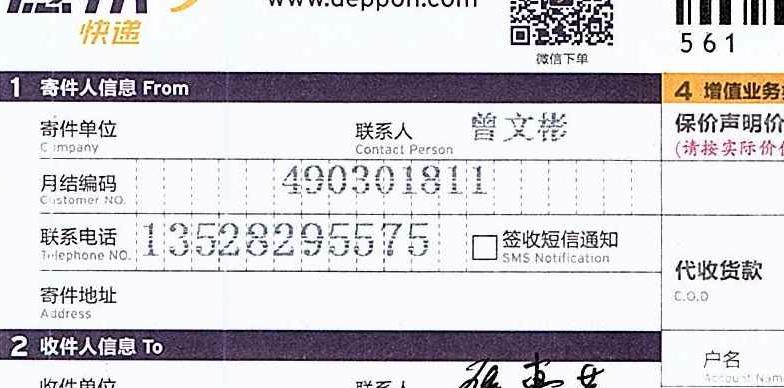 www.deppon.com
快递
微信下单
561
1 寄件人信息 From
4 增值业务
寄件单位
Company
联系人 曾文彬
Contact Person
保价声明价
(请按实际价
月结编码 490301811
Customer NO.
联系电话 13528295575
Telephone NO.
签收短信通知
SMS Notification
代收货款
C.O.D
寄件地址
Address
2 收件人信息 To
户名
Account Nam
收件单位
联系人